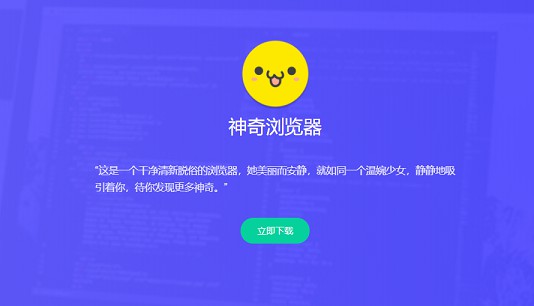 神奇浏览器
"这是一个干净清新脱俗的浏览器，她美丽而安静，就如同一个温婉少女，静静地吸
引着你，待你发现更多神奇。"
立即下载